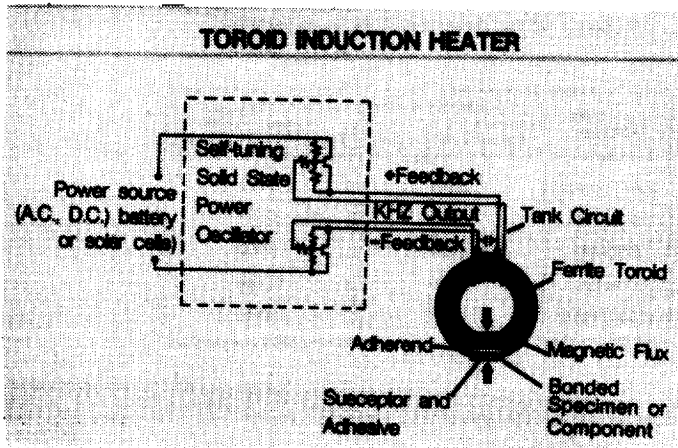 TOROID INDUCTION HEATER
Self-tuning
Solid State
Power
Oscillator
Power source
(A.C., D.C.) battery
or solar cells)
+Feedback
KHZ Output
-Feedback
Tank Circuit
Ferrite Toroid
Adherend
Magnetic Flux
Susceptor and
Adhesive
Bonded
Specimen or
Component